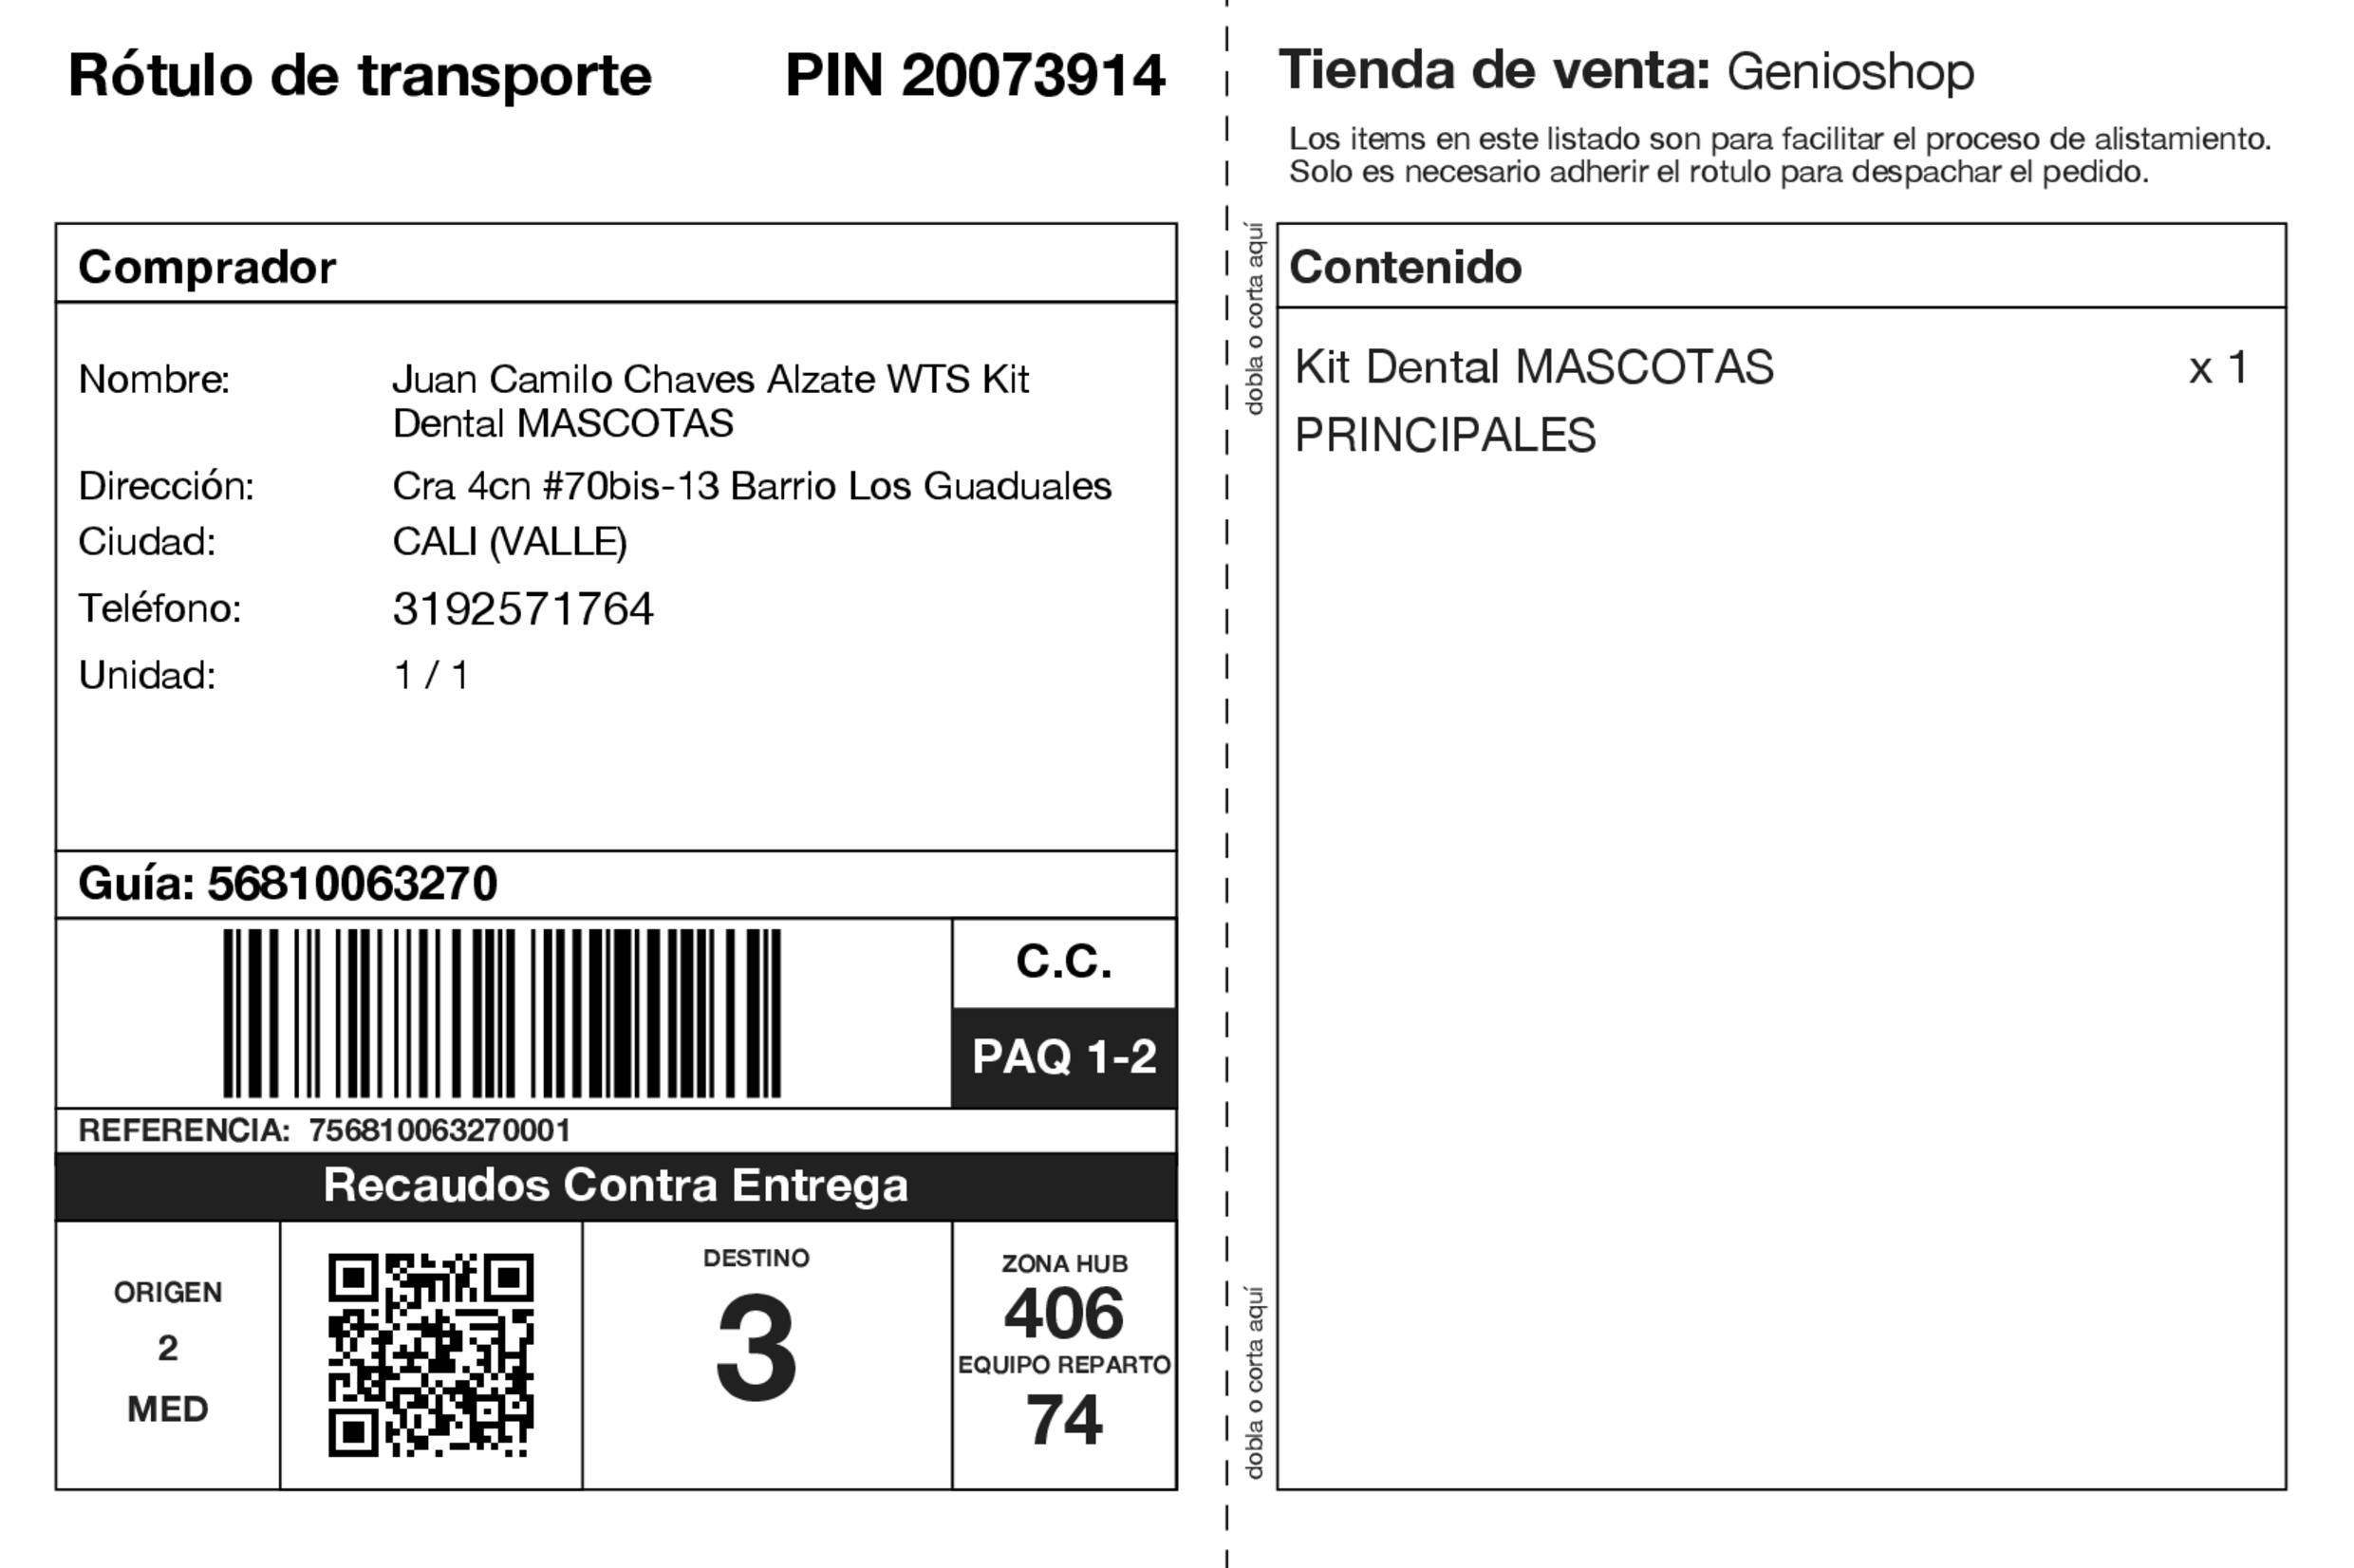 Rótulo de transporte
PIN 20073914
Comprador
Nombre: Juan Camilo Chaves Alzate WTS Kit
Dental MASCOTAS
Dirección: Cra 4cn #70bis-13 Barrio Los Guaduales
Ciudad: CALI (VALLE)
Teléfono: 3192571764
Unidad: 1 / 1
Guía: 56810063270
C.C.
PAQ 1-2
REFERENCIA: 756810063270001
Recaudos Contra Entrega
ORIGEN
2
MED
DESTINO
3
ZONA HUB
406
EQUIPO REPARTO
74
dobla o corta aquí
dobla o corta aquí
Tienda de venta: Genioshop
Los items en este listado son para facilitar el proceso de alistamiento.
Solo es necesario adherir el rotulo para despachar el pedido.
Contenido
Kit Dental MASCOTAS x 1
PRINCIPALES